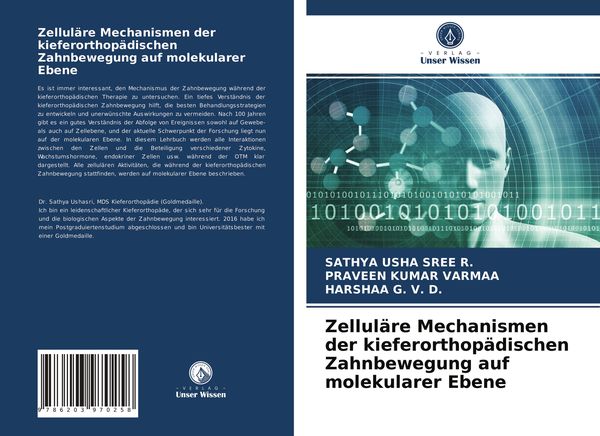 Zelluläre Mechanismen der
kieferorthopädischen
Zahnbewegung auf molekularer
Ebene
Es ist immer interessant, den Mechanismus der Zahnbewegung während der
kieferorthopädischen Therapie zu untersuchen. Ein tiefes Verständnis der
kieferorthopädischen Zahnbewegung hilft, die besten Behandlungsstrategien
zu entwickeln und unerwünschte Auswirkungen zu vermeiden. Nach 100 Jahren
gibt es ein gutes Verständnis der Abfolge von Ereignissen sowohl auf Gewebe-
als auch auf Zellebene, und der aktuelle Schwerpunkt der Forschung liegt nun
auf der molekularen Ebene. In diesem Lehrbuch werden alle Interaktionen
zwischen den Zellen und die Beteiligung verschiedener Zytokine,
Wachstumshormone, endokriner Zellen usw. während der OTM klar
dargestellt. Alle zellulären Aktivitäten, die während der kieferorthopädischen
Zahnbewegung stattfinden, werden auf molekularer Ebene beschrieben.
Dr. Sathya Ushasri, MDS Kieferorthopädie (Goldmedaille).
Ich bin ein leidenschaftlicher Kieferorthopäde, der sich sehr für die Forschung
und die biologischen Aspekte der Zahnbewegung interessiert. 2016 habe ich
mein Postgraduiertenstudium abgeschlossen und bin Universitätsbester mit
einer Goldmedaille.
9 786203 970258
VERLAG
Unser Wissen
VERLAG
Unser Wissen
SATHYA USHA SREE R.
PRAVEEN KUMAR VARMAA
HARSHAA G. V. D.
Zelluläre Mechanismen
der kieferorthopädischen
Zahnbewegung auf
molekularer Ebene